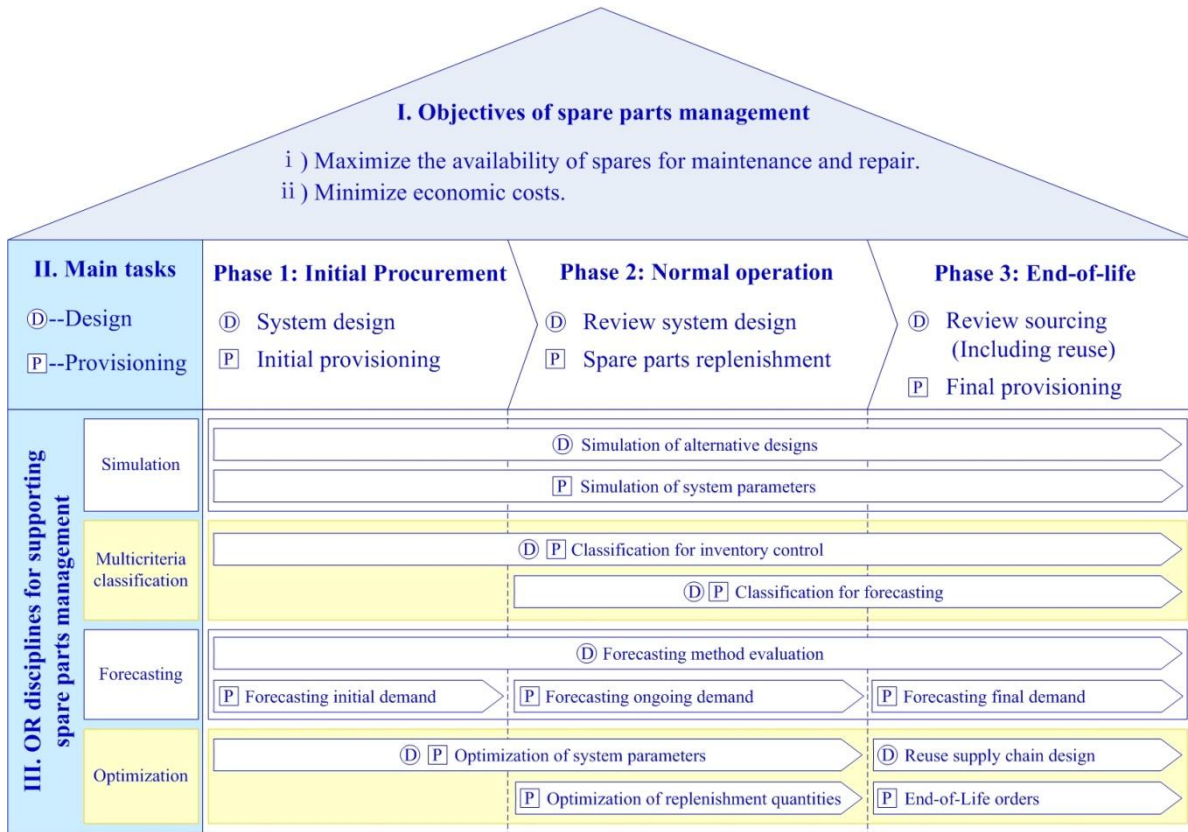 I. Objectives of spare parts management
i ) Maximize the availability of spares for maintenance and repair.
ii ) Minimize economic costs.
II. Main tasks
Ⓓ--Design
🄿--Provisioning
Phase 1: Initial Procurement
Ⓓ System design
🄿 Initial provisioning
Phase 2: Normal operation
Ⓓ Review system design
🄿 Spare parts replenishment
Phase 3: End-of-life
Ⓓ Review sourcing
(Including reuse)
🄿 Final provisioning
III. OR disciplines for supporting
spare parts management
Simulation
Ⓓ Simulation of alternative designs
🄿 Simulation of system parameters
Multicriteria
classification
Ⓓ 🄿 Classification for inventory control
Ⓓ 🄿 Classification for forecasting
Forecasting
Ⓓ Forecasting method evaluation
🄿 Forecasting initial demand
🄿 Forecasting ongoing demand
🄿 Forecasting final demand
Optimization
Ⓓ 🄿 Optimization of system parameters
Ⓓ Reuse supply chain design
🄿 Optimization of replenishment quantities
🄿 End-of-Life orders